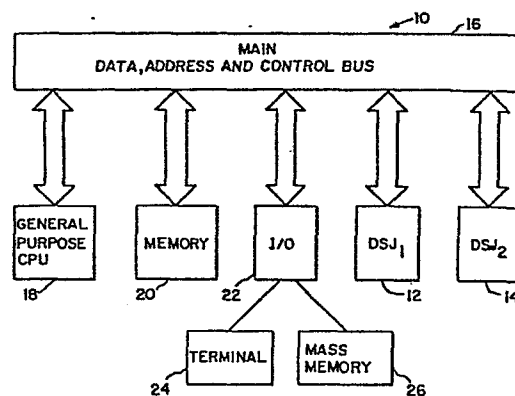 10
16
MAIN
DATA, ADDRESS AND CONTROL BUS
GENERAL
PURPOSE
CPU
MEMORY
I/O
DSJ1
DSJ2
18
20
22
12
14
TERMINAL
MASS
MEMORY
24
26